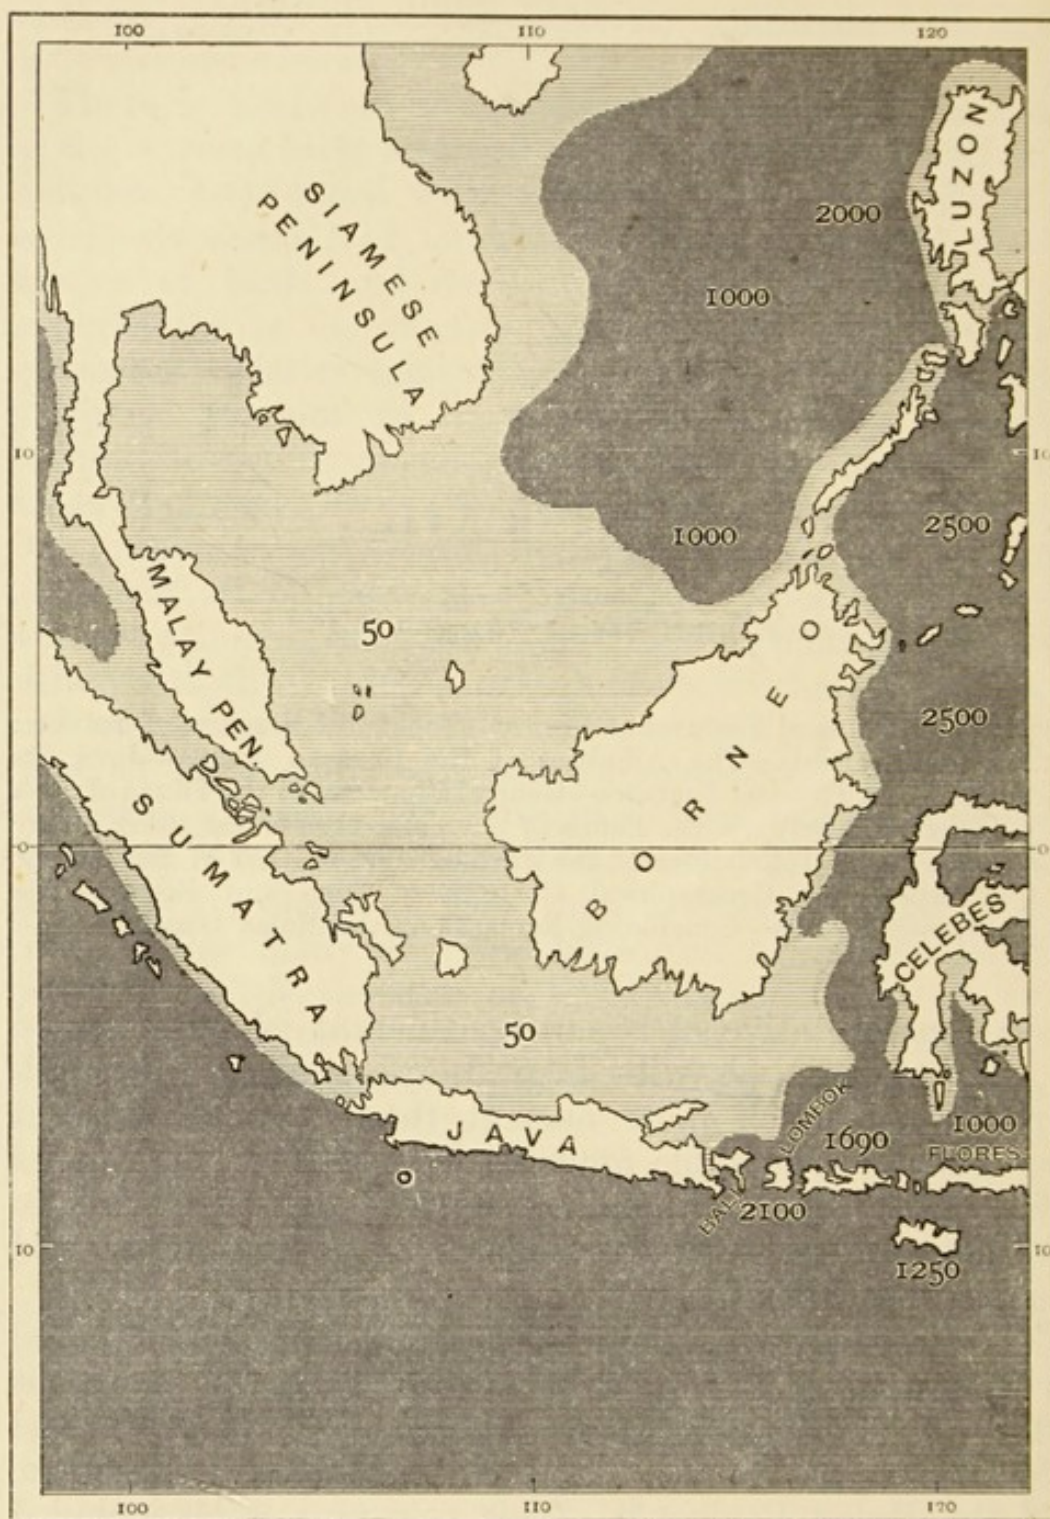 100 110 120
LUZON
SIAMESE
PENINSULA
2000
1000
10 10
2500
1000
MALAY PEN.
50
BORNEO
2500
SUMATRA
0 0
CELEBES
50
LOMBOK
1000
JAVA
1690
FLORES
BALI
2100
10 10
1250
100 110 170